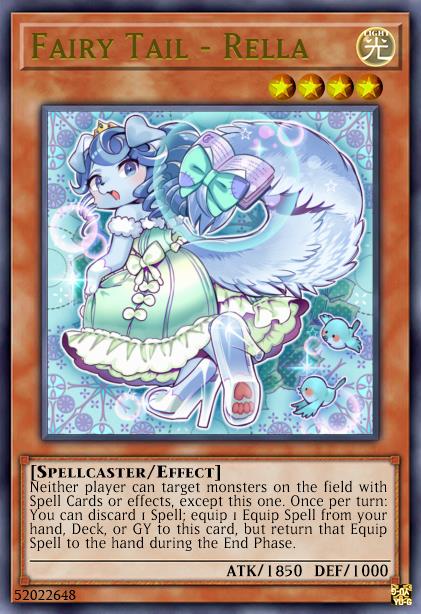 Fairy Tail - Rella
LIGHT
光
[Spellcaster/Effect]
Neither player can target monsters on the field with
Spell Cards or effects, except this one. Once per turn:
You can discard 1 Spell; equip 1 Equip Spell from your
hand, Deck, or GY to this card, but return that Equip
Spell to the hand during the End Phase.
ATK/1850 DEF/1000
52022648